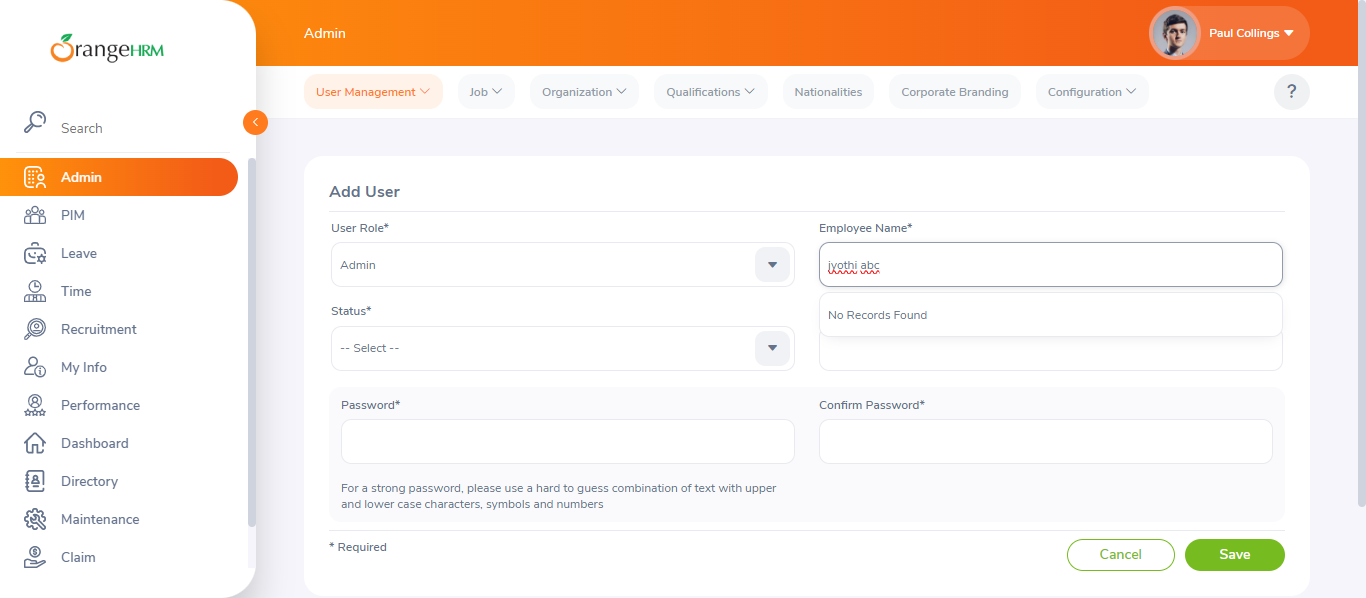 OrangeHRM
Admin
Paul Collings
User Management
Job
Organization
Qualifications
Nationalities
Corporate Branding
Configuration
?
Search
Admin
PIM
Leave
Time
Recruitment
My Info
Performance
Dashboard
Directory
Maintenance
Claim
Add User
User Role*
Employee Name*
Admin
jyothi abc
Status*
No Records Found
-- Select --
Password*
Confirm Password*
For a strong password, please use a hard to guess combination of text with upper
and lower case characters, symbols and numbers
* Required
Cancel
Save